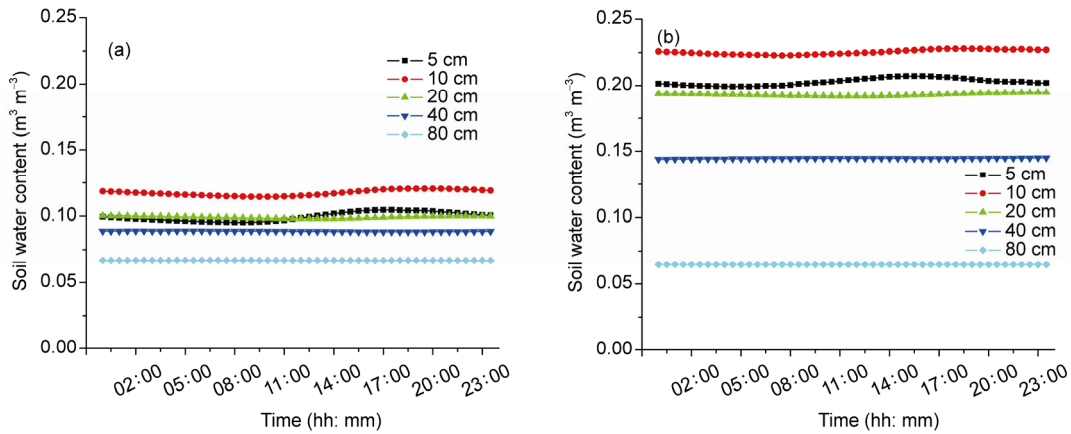 (a)
Soil water content (m³ m⁻³)
0.25
0.20
0.15
0.10
0.05
0.00
5 cm
10 cm
20 cm
40 cm
80 cm
02:00 05:00 08:00 11:00 14:00 17:00 20:00 23:00
Time (hh: mm)
(b)
Soil water content (m³ m⁻³)
0.25
0.20
0.15
0.10
0.05
0.00
5 cm
10 cm
20 cm
40 cm
80 cm
02:00 05:00 08:00 11:00 14:00 17:00 20:00 23:00
Time (hh: mm)